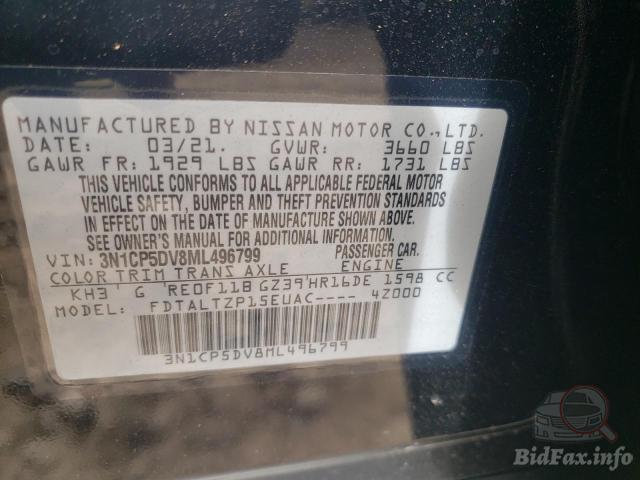 MANUFACTURED BY NISSAN MOTOR CO.,LTD.
DATE: 03/21. GVWR: 3660 LBS
GAWR FR: 1929 LBS GAWR RR: 1731 LBS
THIS VEHICLE CONFORMS TO ALL APPLICABLE FEDERAL MOTOR
VEHICLE SAFETY, BUMPER AND THEFT PREVENTION STANDARDS
IN EFFECT ON THE DATE OF MANUFACTURE SHOWN ABOVE.
SEE OWNER'S MANUAL FOR ADDITIONAL INFORMATION.
VIN: 3N1CP5DV8ML496799 PASSENGER CAR.
COLOR TRIM TRANS AXLE ENGINE
KH3' G 'RE0F11B GZ39'HR16DE 1598 CC
FDTALTZP15EUAC---- 4Z000
3N1CP5DV8ML496799
BidFax.info